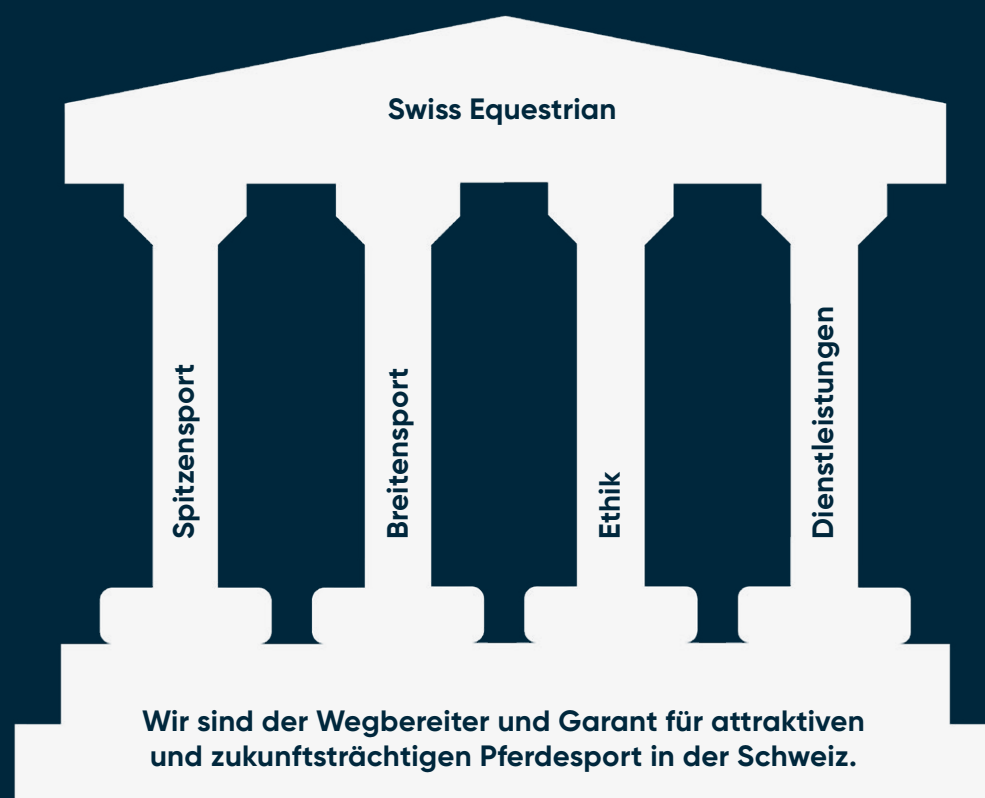 Swiss Equestrian
Spitzensport
Breitensport
Ethik
Dienstleistungen
Wir sind der Wegbereiter und Garant für attraktiven
und zukunftsträchtigen Pferdesport in der Schweiz.